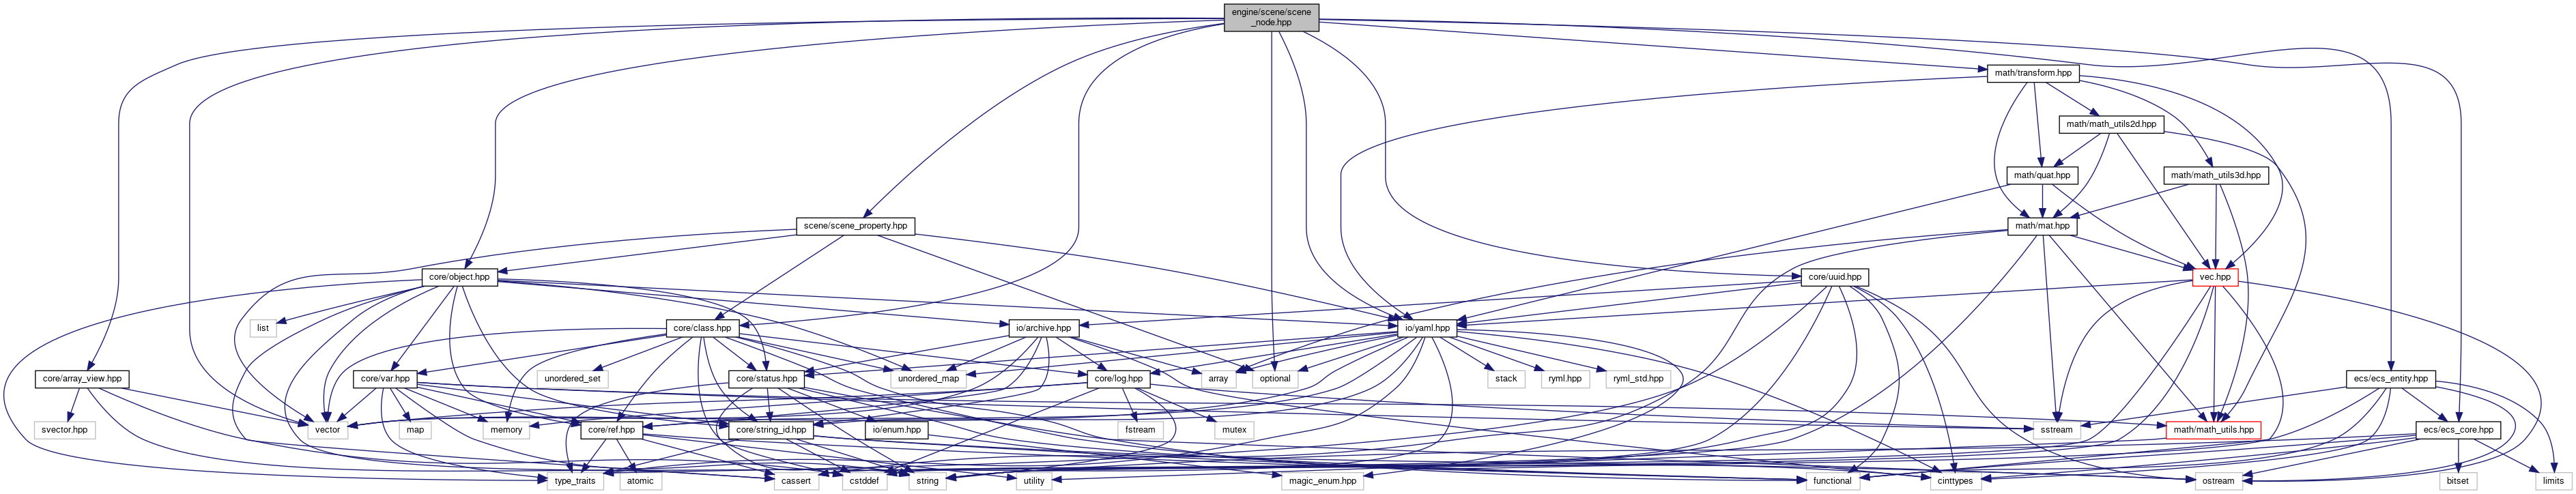 engine/scene/scene
_node.hpp
math/transform.hpp
math/math_utils2d.hpp
math/quat.hpp
math/math_utils3d.hpp
scene/scene_property.hpp
math/mat.hpp
core/object.hpp
core/uuid.hpp
vec.hpp
list
core/class.hpp
io/archive.hpp
io/yaml.hpp
core/array_view.hpp
unordered_set
core/var.hpp
core/status.hpp
unordered_map
core/log.hpp
array
optional
stack
ryml.hpp
ryml_std.hpp
ecs/ecs_entity.hpp
svector.hpp
vector
map
memory
core/ref.hpp
core/string_id.hpp
io/enum.hpp
fstream
mutex
sstream
math/math_utils.hpp
ecs/ecs_core.hpp
type_traits
atomic
cassert
cstddef
string
utility
magic_enum.hpp
functional
cinttypes
ostream
bitset
limits